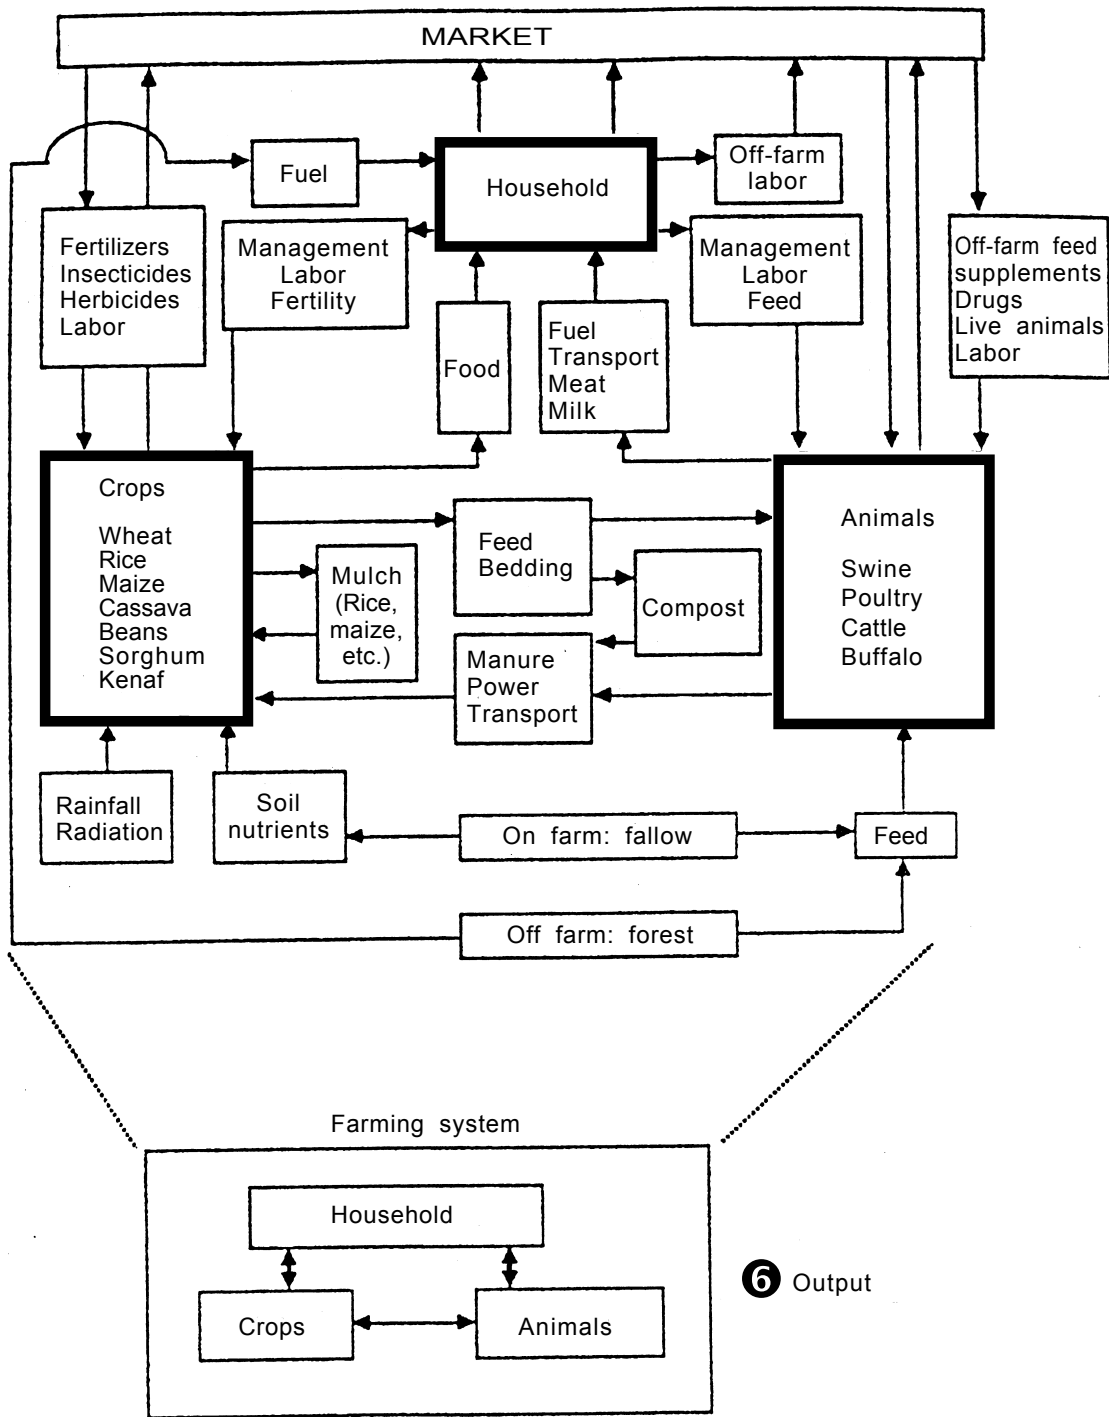 MARKET
Fuel
Household
Off-farm
labor
Fertilizers
Insecticides
Herbicides
Labor
Management
Labor
Fertility
Management
Labor
Feed
Off-farm feed
supplements
Drugs
Live animals
Labor
Food
Fuel
Transport
Meat
Milk
Crops
Wheat
Rice
Maize
Cassava
Beans
Sorghum
Kenaf
Feed
Bedding
Mulch
(Rice,
maize,
etc.)
Compost
Manure
Power
Transport
Animals
Swine
Poultry
Cattle
Buffalo
Rainfall
Radiation
Soil
nutrients
On farm: fallow
Feed
Off farm: forest
Farming system
Household
Crops
Animals
6 Output